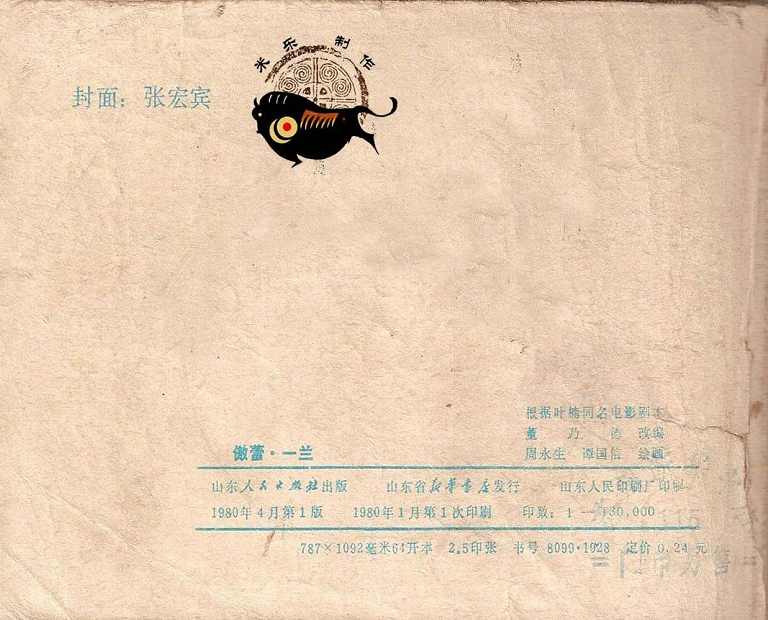 米乐 制作
封面：张宏宾
根据叶楠同名电影剧本
董乃德 改编
周永生 谭国信 绘画
傲蕾·一兰
山东人民出版社出版 山东省新华书店发行 山东人民印刷厂印刷
1980年4月第1版 1980年1月第1次印刷 印数：1—130,000
787×1092毫米64开本 2.5印张 书号 8099·1928 定价 0.24 元